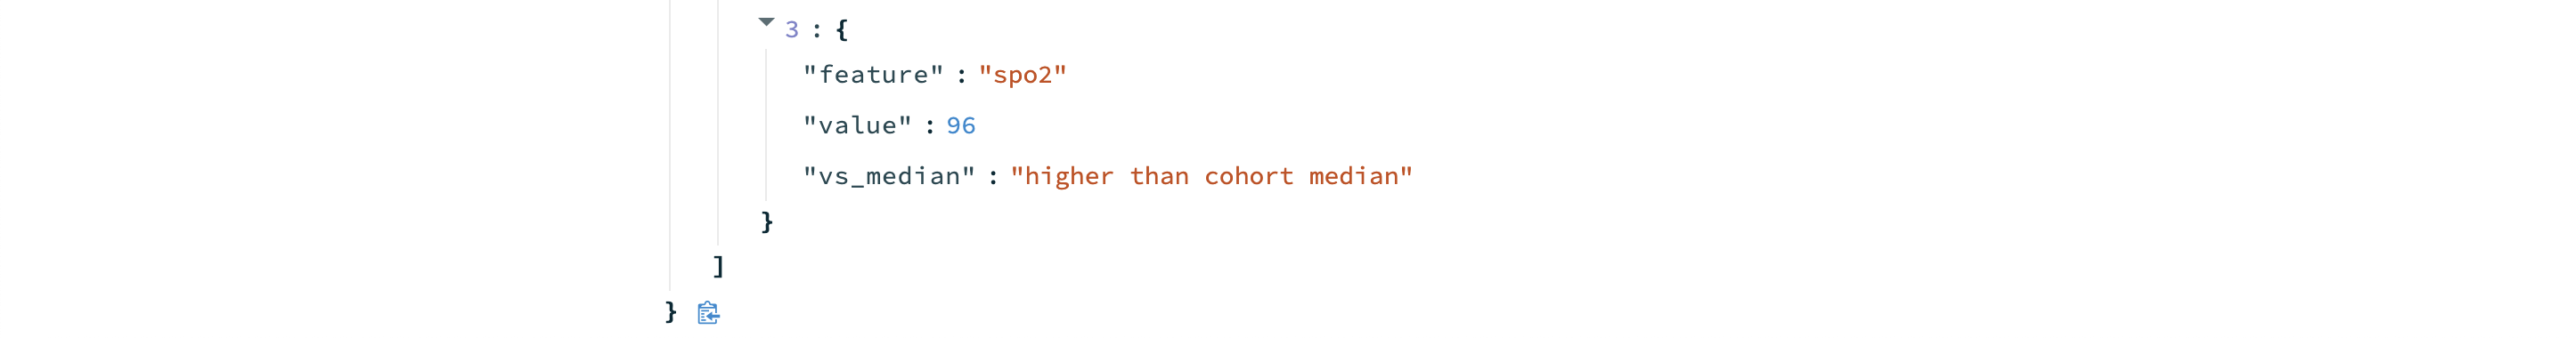 3 : {
"feature" : "spo2"
"value" : 96
"vs_median" : "higher than cohort median"
}
]
}